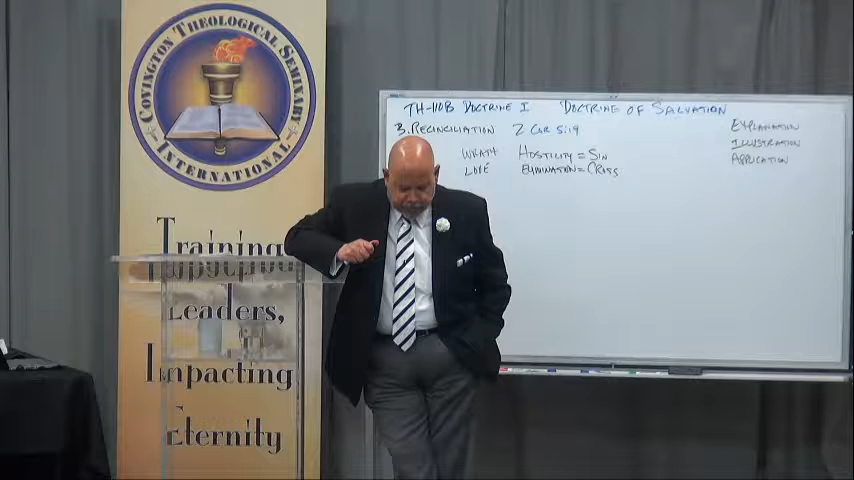 COVINGTON THEOLOGICAL SEMINARY
INTERNATIONAL
Training
Leaders,
Impacting
Eternity
TH-110B DOCTRINE I DOCTRINE OF SALVATION
3. RECONCILIATION 2 COR 5:19
WRATH HOSTILITY = SIN
LOVE ELIMINATION = CROSS
EXPLANATION
ILLUSTRATION
APPLICATION